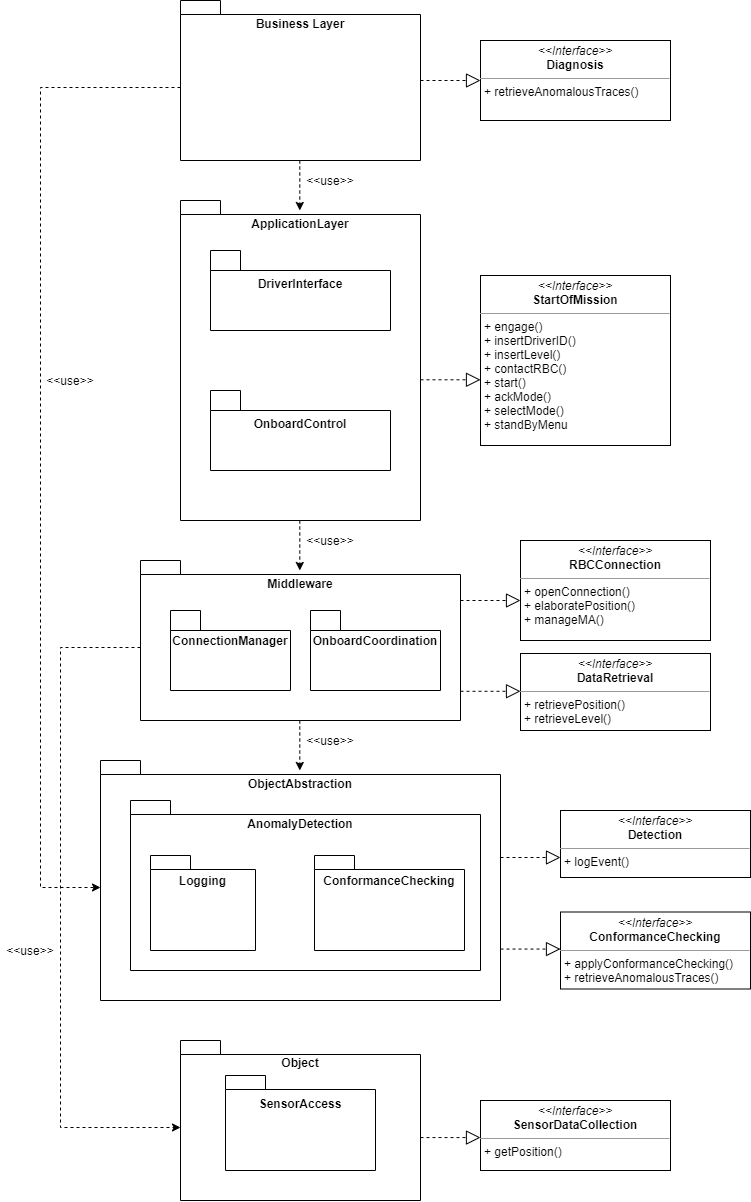 Business Layer
<<Interface>>
Diagnosis
+ retrieveAnomalousTraces()
<<use>>
ApplicationLayer
DriverInterface
<<Interface>>
StartOfMission
+ engage()
+ insertDriverID()
+ insertLevel()
+ contactRBC()
+ start()
+ ackMode()
+ selectMode()
+ standByMenu
<<use>>
OnboardControl
<<use>>
<<Interface>>
RBCConnection
+ openConnection()
+ elaboratePosition()
+ manageMA()
Middleware
ConnectionManager
OnboardCoordination
<<Interface>>
DataRetrieval
+ retrievePosition()
+ retrieveLevel()
<<use>>
ObjectAbstraction
AnomalyDetection
Logging
ConformanceChecking
<<Interface>>
Detection
+ logEvent()
<<Interface>>
ConformanceChecking
+ applyConformanceChecking()
+ retrieveAnomalousTraces()
<<use>>
Object
SensorAccess
<<Interface>>
SensorDataCollection
+ getPosition()